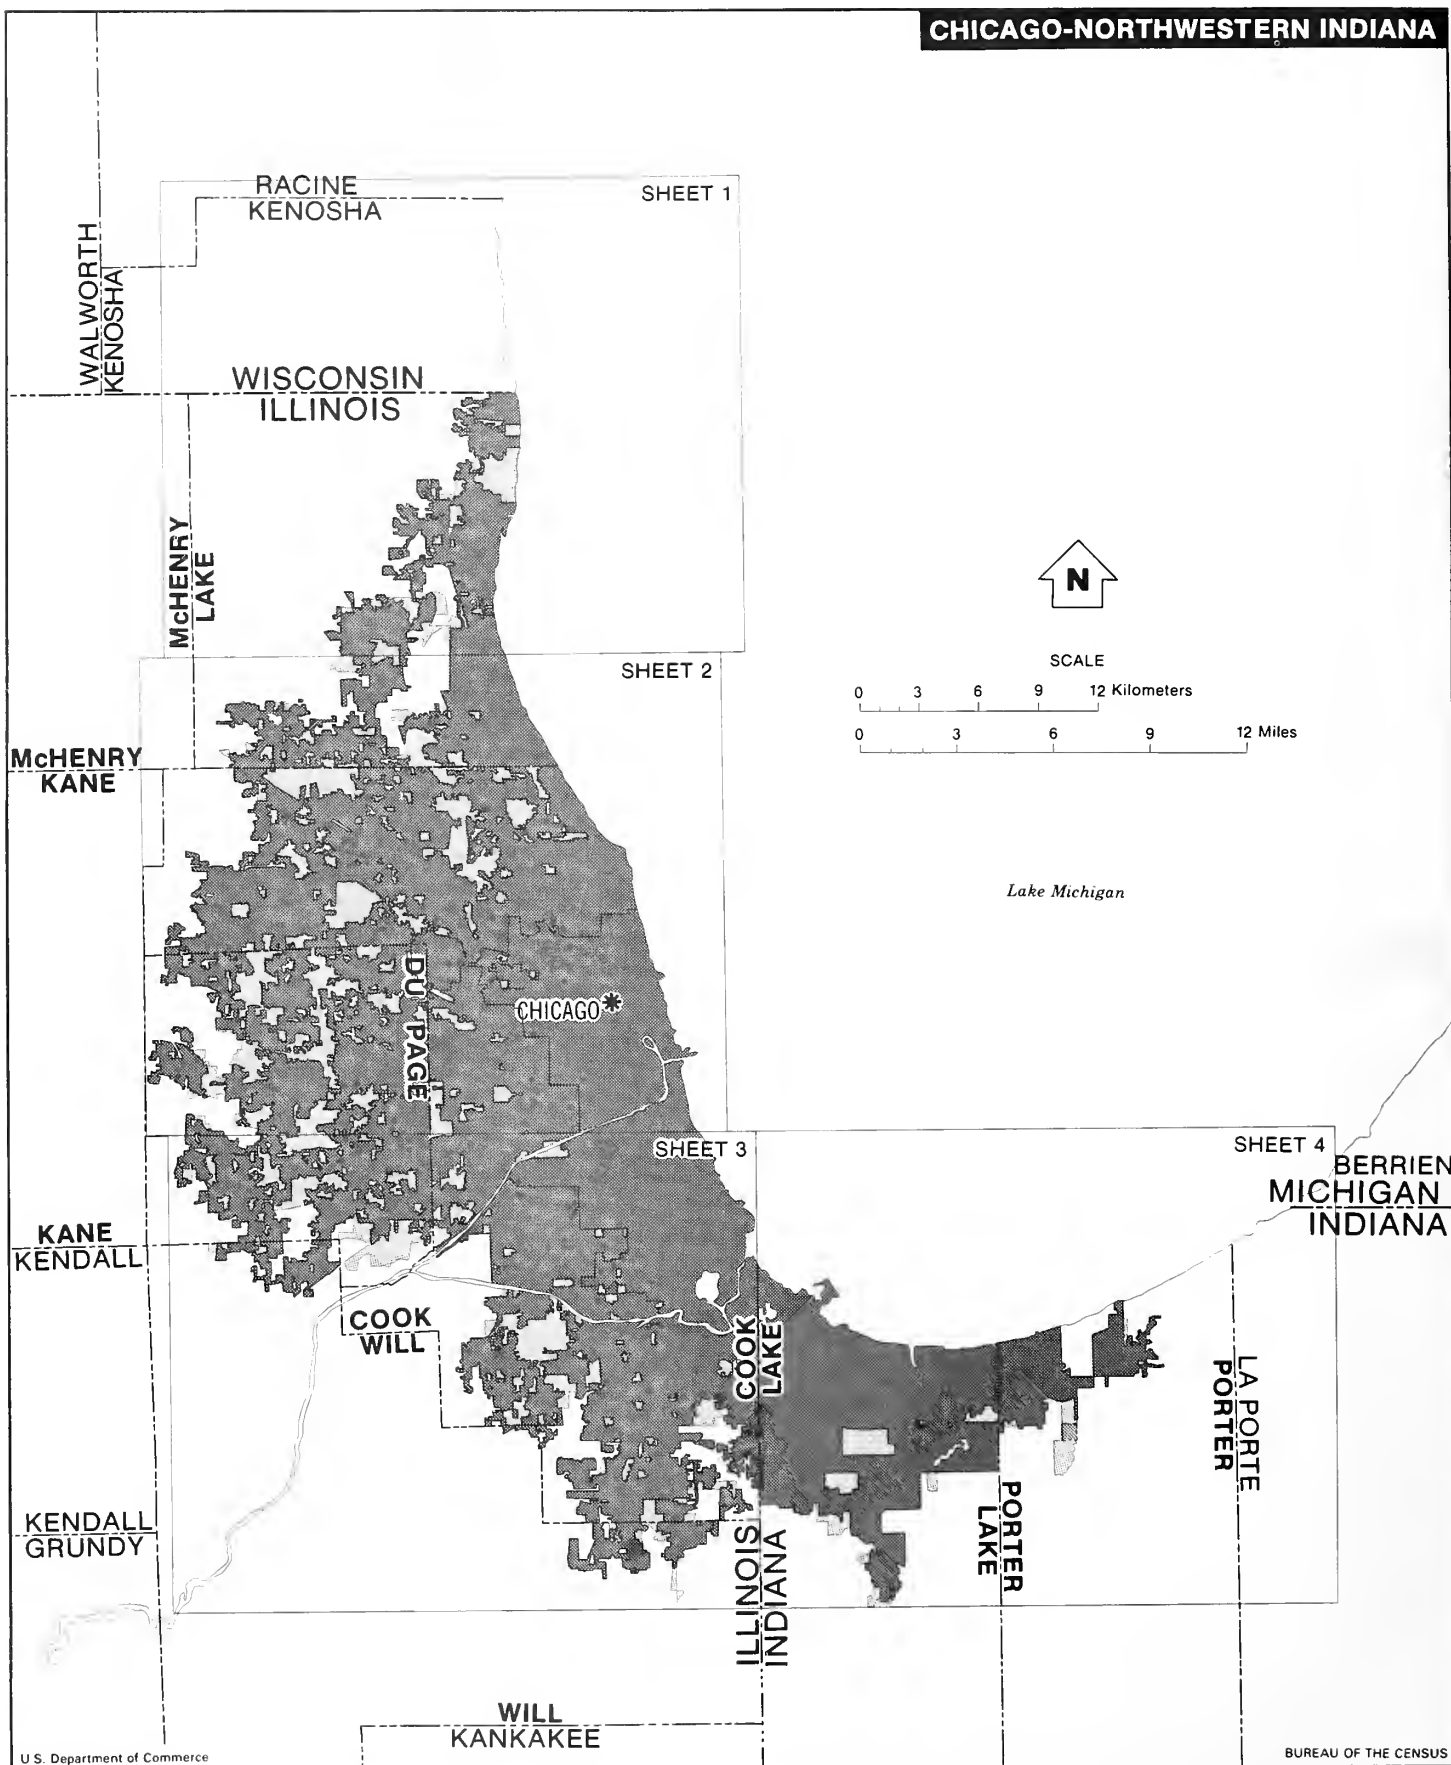 CHICAGO-NORTHWESTERN INDIANA
RACINE
KENOSHA
SHEET 1
WALWORTH
KENOSHA
WISCONSIN
ILLINOIS
McHENRY
LAKE
N
SHEET 2
SCALE
0 3 6 9 12 Kilometers
0 3 6 9 12 Miles
McHENRY
KANE
Lake Michigan
DU PAGE
CHICAGO
SHEET 3
SHEET 4
BERRIEN
MICHIGAN
INDIANA
KANE
KENDALL
COOK
WILL
COOK
LAKE
LA PORTE
PORTER
PORTER
LAKE
KENDALL
GRUNDY
ILLINOIS
INDIANA
WILL
KANKAKEE
U.S. Department of Commerce
BUREAU OF THE CENSUS